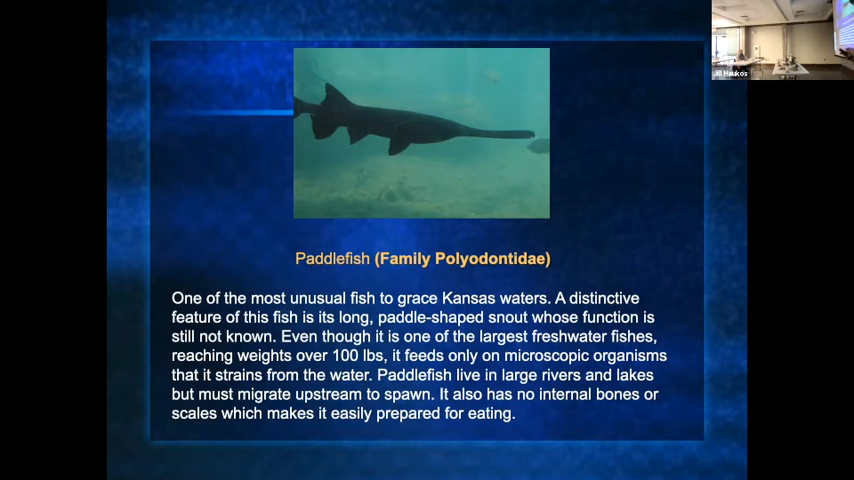 Jill Haukos
Paddlefish (Family Polyodontidae)
One of the most unusual fish to grace Kansas waters. A distinctive
feature of this fish is its long, paddle-shaped snout whose function is
still not known. Even though it is one of the largest freshwater fishes,
reaching weights over 100 lbs, it feeds only on microscopic organisms
that it strains from the water. Paddlefish live in large rivers and lakes
but must migrate upstream to spawn. It also has no internal bones or
scales which makes it easily prepared for eating.